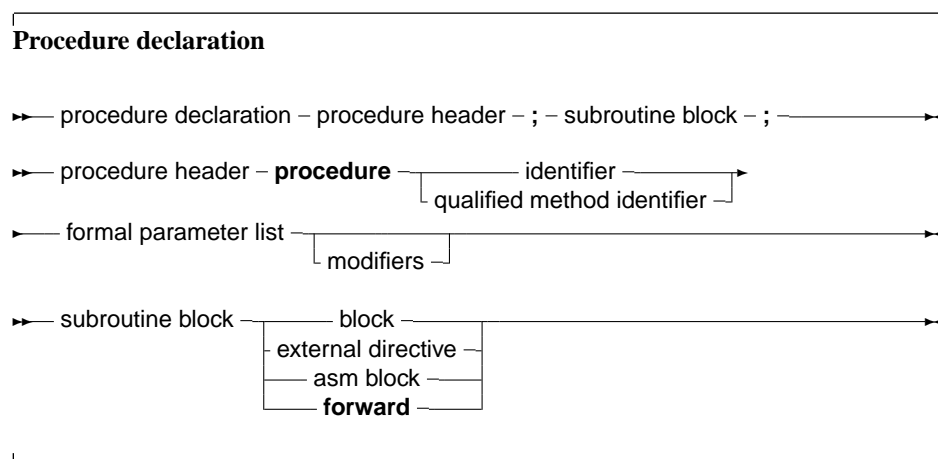 Procedure declaration
procedure declaration procedure header ; subroutine block ;
procedure header procedure identifier
qualified method identifier
formal parameter list
modifiers
subroutine block block
external directive
asm block
forward